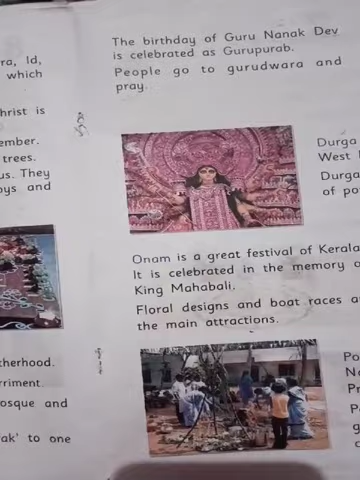 ra, Id,
which
hrist is
ember.
trees.
us. They
oys and
therhood.
rriment.
osque and
ak' to one
The birthday of Guru Nanak Dev
is celebrated as Gurupurab.
People go to gurudwara and
pray.
Onam is a great festival of Kerala
It is celebrated in the memory o
King Mahabali.
Floral designs and boat races a
the main attractions.
Durga
West
Durga
of po
Po
No
Pr
P
g